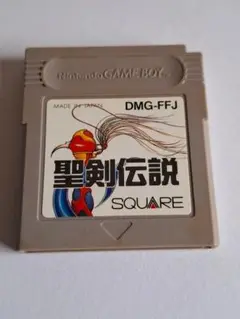 Nintendo GAME BOY
MADE IN JAPAN DMG-FFJ
聖剣伝説
SQUARE